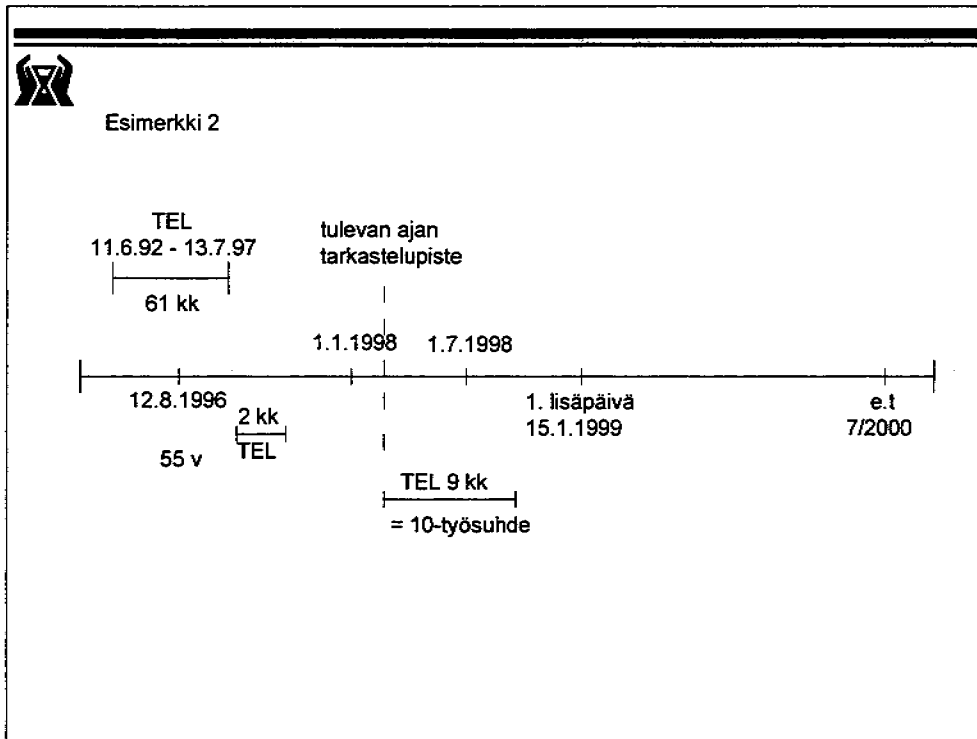 Esimerkki 2
TEL
11.6.92 - 13.7.97
61 kk
tulevan ajan
tarkastelupiste
1.1.1998
1.7.1998
12.8.1996
55 v
2 kk
TEL
1. lisäpäivä
15.1.1999
e.t
7/2000
TEL 9 kk
= 10-työsuhde